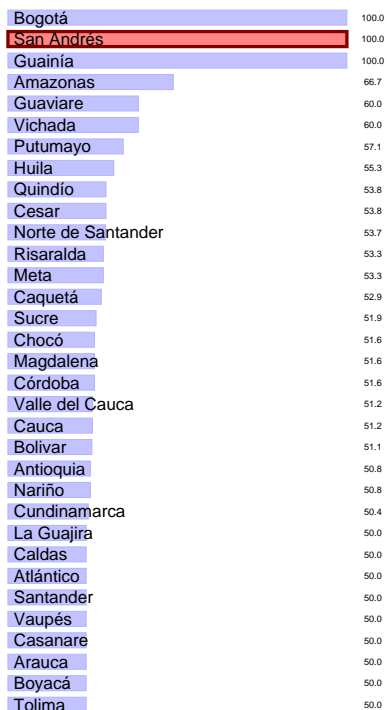 Bogotá 100.0
San Andrés 100.0
Guainía 100.0
Amazonas 66.7
Guaviare 60.0
Vichada 60.0
Putumayo 57.1
Huila 55.3
Quindío 53.8
Cesar 53.8
Norte de Santander 53.7
Risaralda 53.3
Meta 53.3
Caquetá 52.9
Sucre 51.9
Chocó 51.6
Magdalena 51.6
Córdoba 51.6
Valle del Cauca 51.2
Cauca 51.2
Bolivar 51.1
Antioquia 50.8
Nariño 50.8
Cundinamarca 50.4
La Guajira 50.0
Caldas 50.0
Atlántico 50.0
Santander 50.0
Vaupés 50.0
Casanare 50.0
Arauca 50.0
Boyacá 50.0
Tolima 50.0